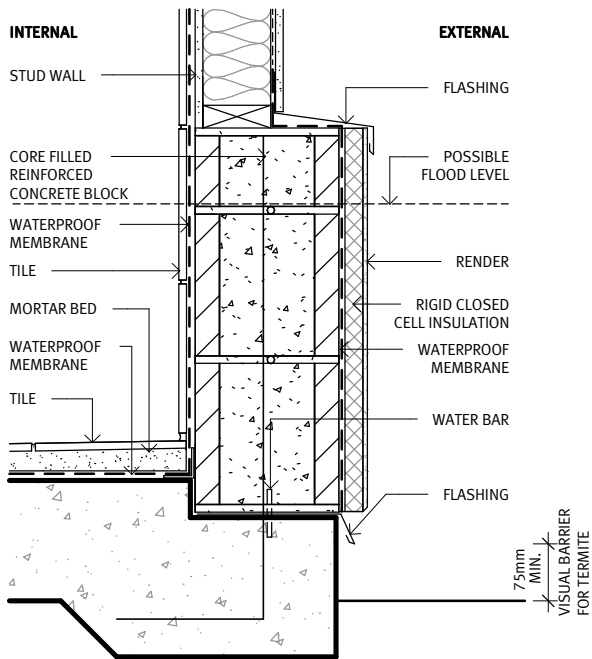 INTERNAL
STUD WALL
CORE FILLED
REINFORCED
CONCRETE BLOCK
WATERPROOF
MEMBRANE
TILE
MORTAR BED
WATERPROOF
MEMBRANE
TILE
EXTERNAL
FLASHING
POSSIBLE
FLOOD LEVEL
RENDER
RIGID CLOSED
CELL INSULATION
WATERPROOF
MEMBRANE
WATER BAR
FLASHING
75mm
MIN.
VISUAL BARRIER
FOR TERMITE